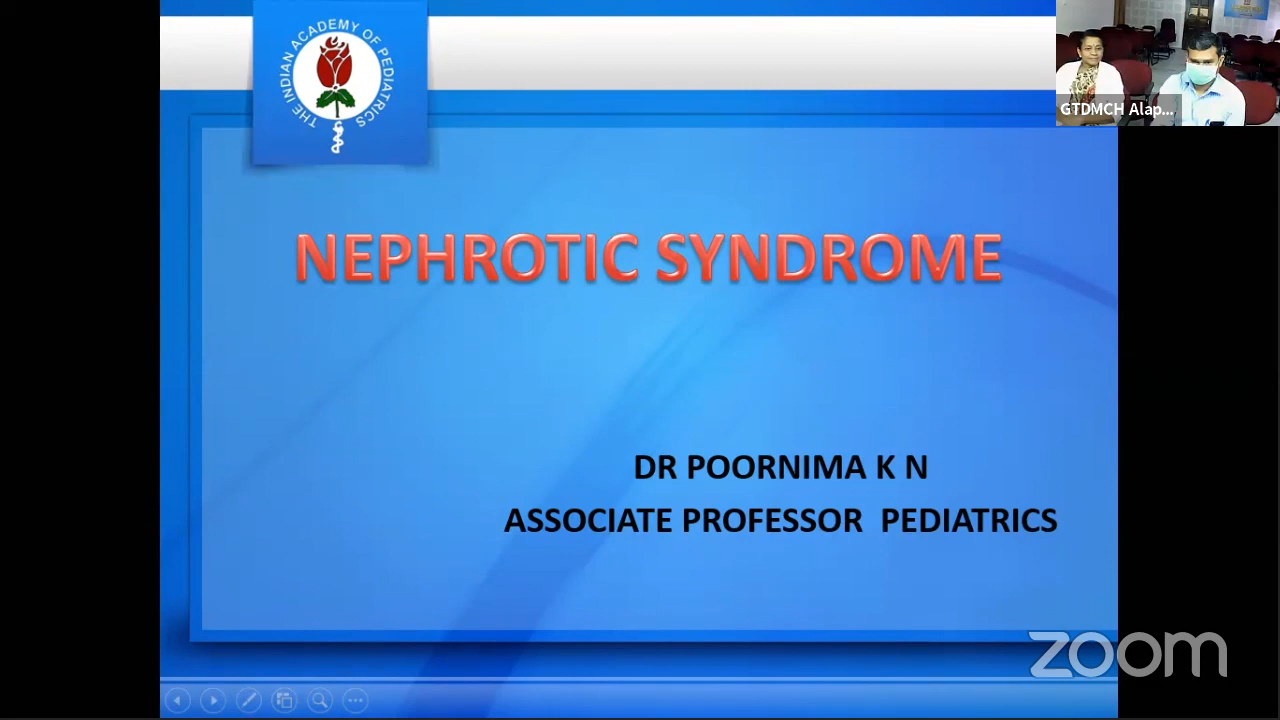 THE INDIAN ACADEMY OF PEDIATRICS
GTDMCH Alap...
NEPHROTIC SYNDROME
DR POORNIMA K N
ASSOCIATE PROFESSOR PEDIATRICS
zoom